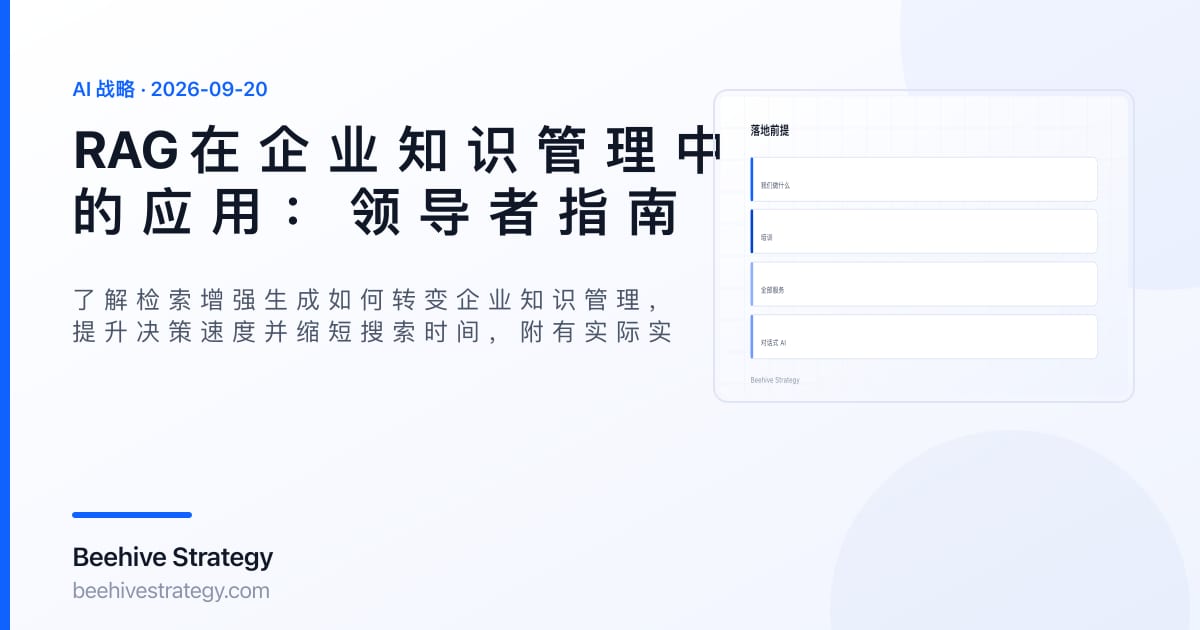 AI 战略 · 2026-09-20
RAG在企业知识管理中
的应用：领导者指南
了解检索增强生成如何转变企业知识管理，
提升决策速度并缩短搜索时间，附有实际实
落地前提
我们做什么
培训
全部服务
对话式 AI
Beehive Strategy
Beehive Strategy
beehivestrategy.com